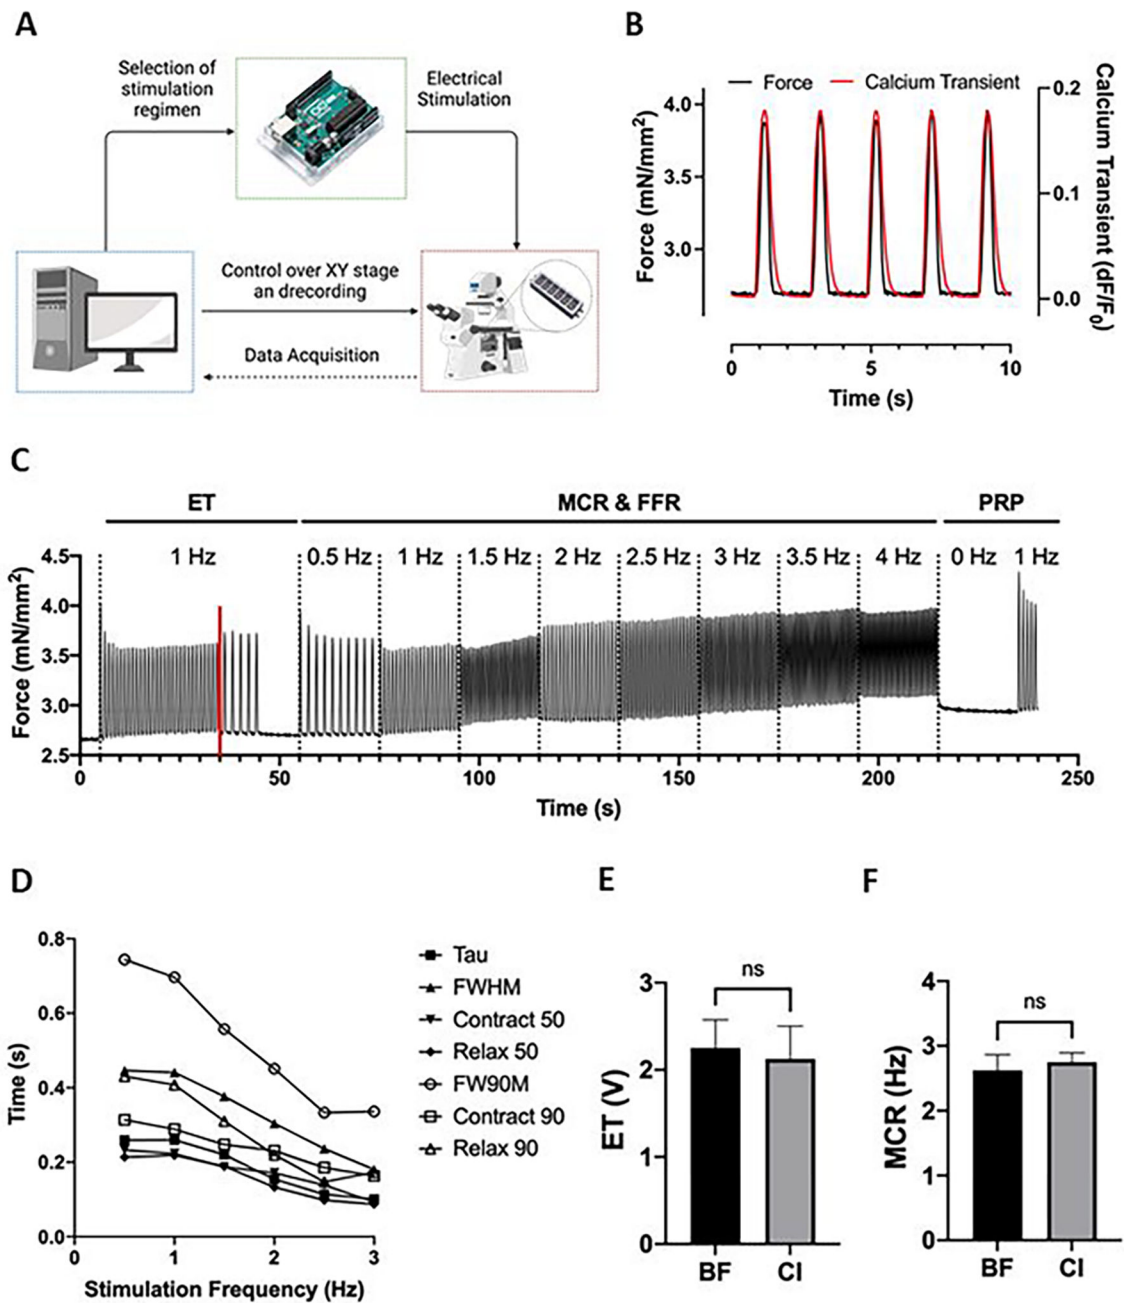 A
Selection of
stimulation
regimen
Electrical
Stimulation
Control over XY stage
an drecording
Data Acquisition
B
Force
Calcium Transient
4.0
3.5
3.0
Force (mN/mm²)
0.2
0.1
0.0
Calcium Transient (dF/F₀)
0
5
10
Time (s)
C
ET
MCR & FFR
PRP
1 Hz
0.5 Hz
1 Hz
1.5 Hz
2 Hz
2.5 Hz
3 Hz
3.5 Hz
4 Hz
0 Hz
1 Hz
4.5
4.0
3.5
3.0
2.5
Force (mN/mm²)
0
50
100
150
200
250
Time (s)
D
0.8
0.6
0.4
0.2
0.0
Time (s)
0
1
2
3
Stimulation Frequency (Hz)
Tau
FWHM
Contract 50
Relax 50
FW90M
Contract 90
Relax 90
E
ns
3
2
1
0
ET (V)
BF
CI
F
ns
4
3
2
1
0
MCR (Hz)
BF
CI